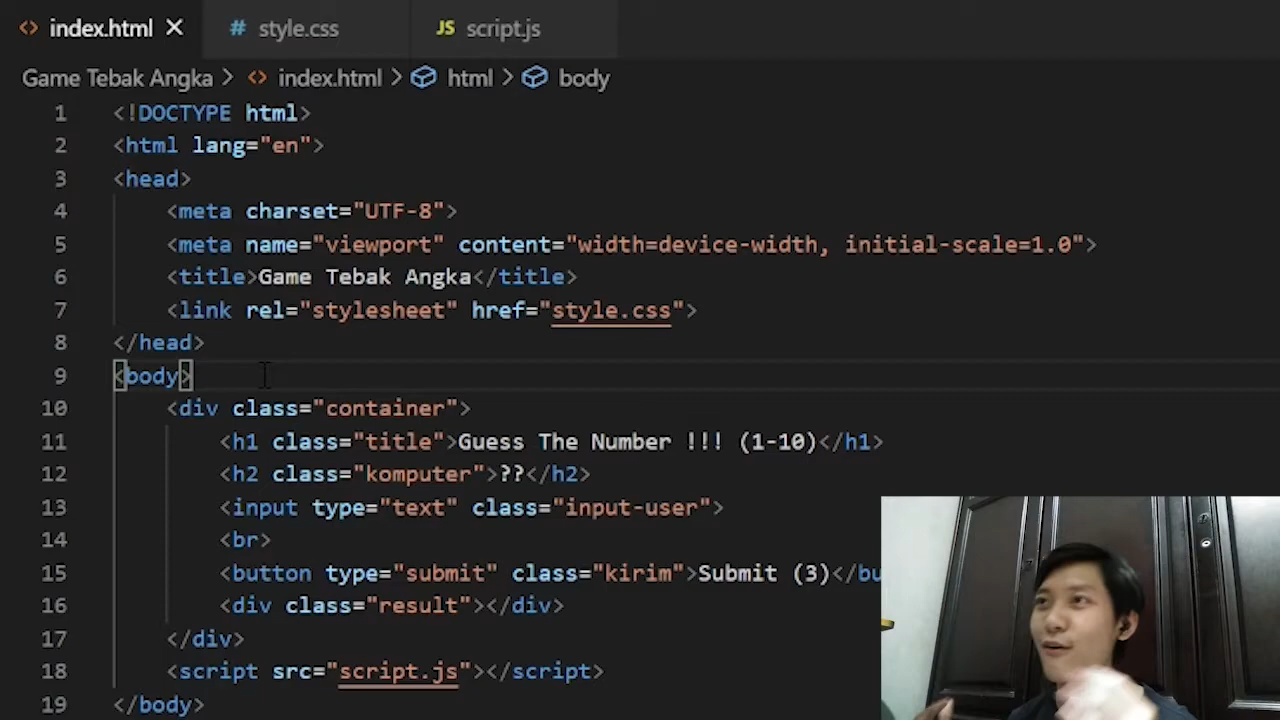 index.html
style.css
JS script.js
Game Tebak Angka > index.html > html > body
1 <!DOCTYPE html>
2 <html lang="en">
3 <head>
4 <meta charset="UTF-8">
5 <meta name="viewport" content="width=device-width, initial-scale=1.0">
6 <title>Game Tebak Angka</title>
7 <link rel="stylesheet" href="style.css">
8 </head>
9 <body>
10 <div class="container">
11 <h1 class="title">Guess The Number !!! (1-10)</h1>
12 <h2 class="komputer">??</h2>
13 <input type="text" class="input-user">
14 <br>
15 <button type="submit" class="kirim">Submit (3)</bu
16 <div class="result"></div>
17 </div>
18 <script src="script.js"></script>
19 </body>